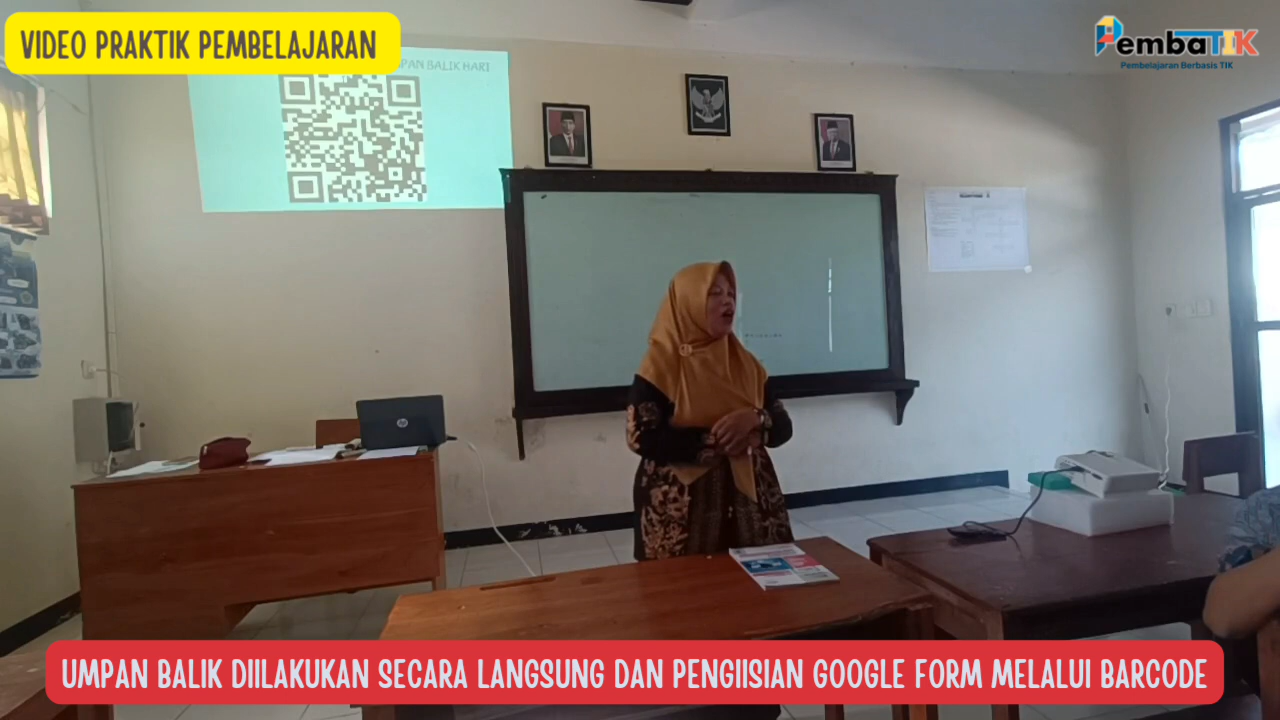 VIDEO PRAKTIK PEMBELAJARAN
PembaTIK
Pembelajaran Berbasis TIK
PAN BALIK HARI
hp
UMPAN BALIK DIILAKUKAN SECARA LANGSUNG DAN PENGIISIAN GOOGLE FORM MELALUI BARCODE